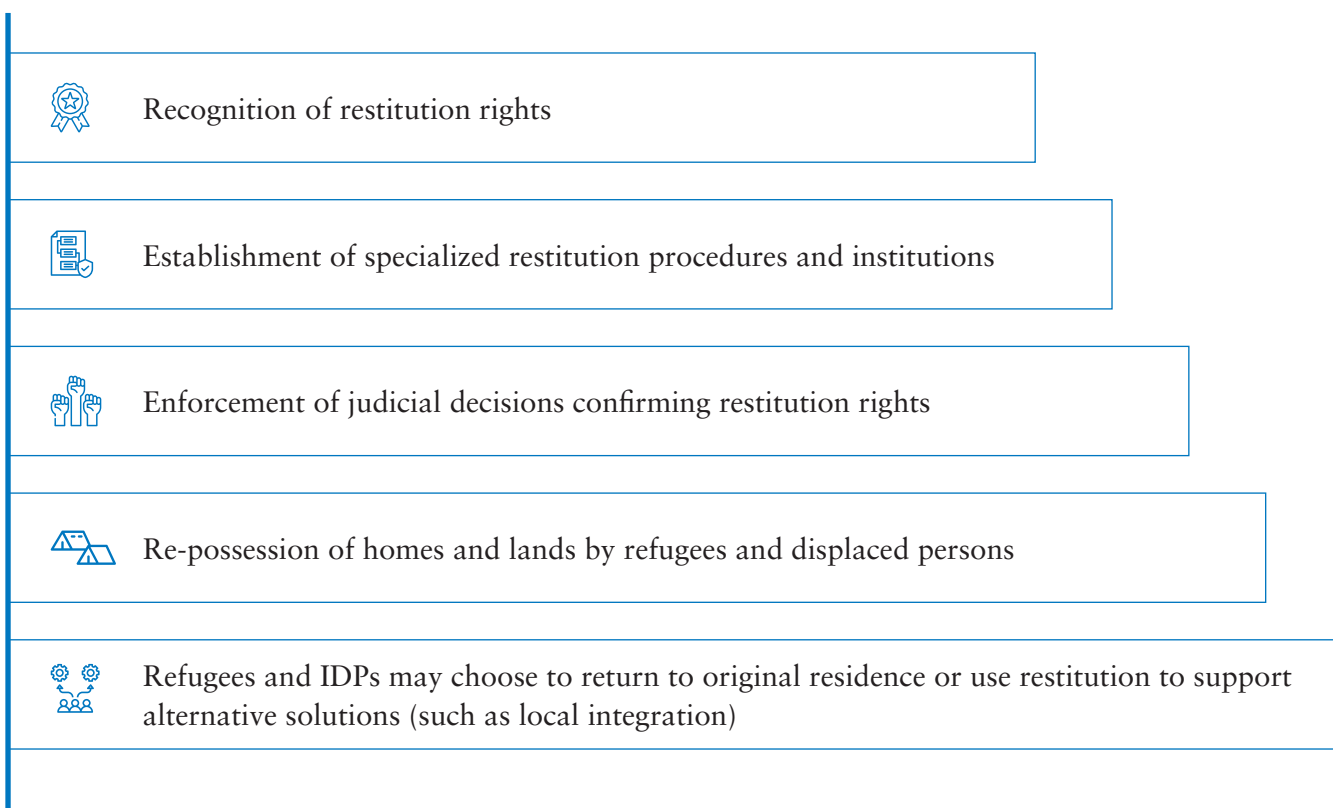 Recognition of restitution rights
Establishment of specialized restitution procedures and institutions
Enforcement of judicial decisions confirming restitution rights
Re-possession of homes and lands by refugees and displaced persons
Refugees and IDPs may choose to return to original residence or use restitution to support
alternative solutions (such as local integration)